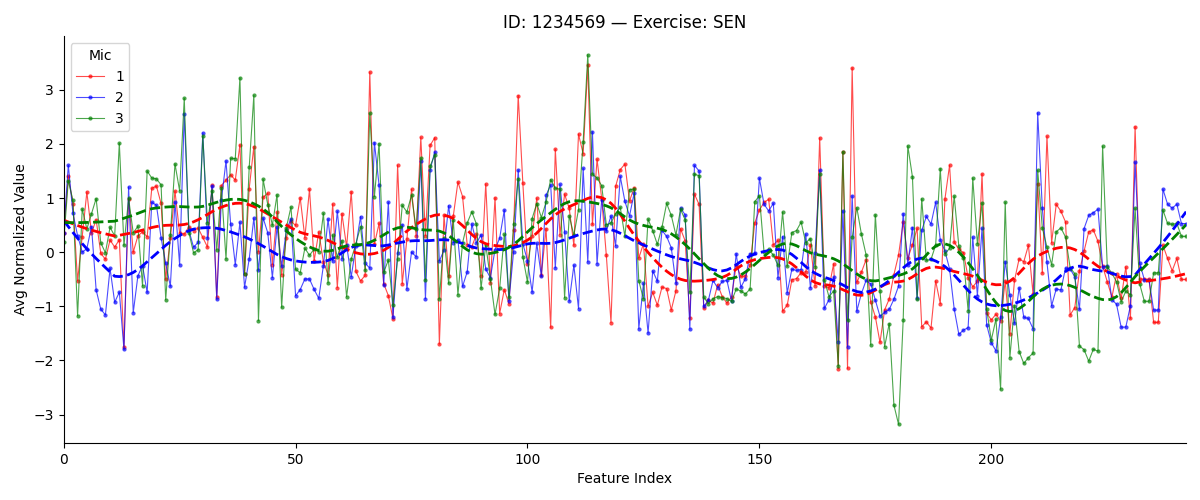 ID: 1234569 — Exercise: SEN
Avg Normalized Value
3
2
1
0
−1
−2
−3
Mic
1
2
3
0 50 100 150 200
Feature Index